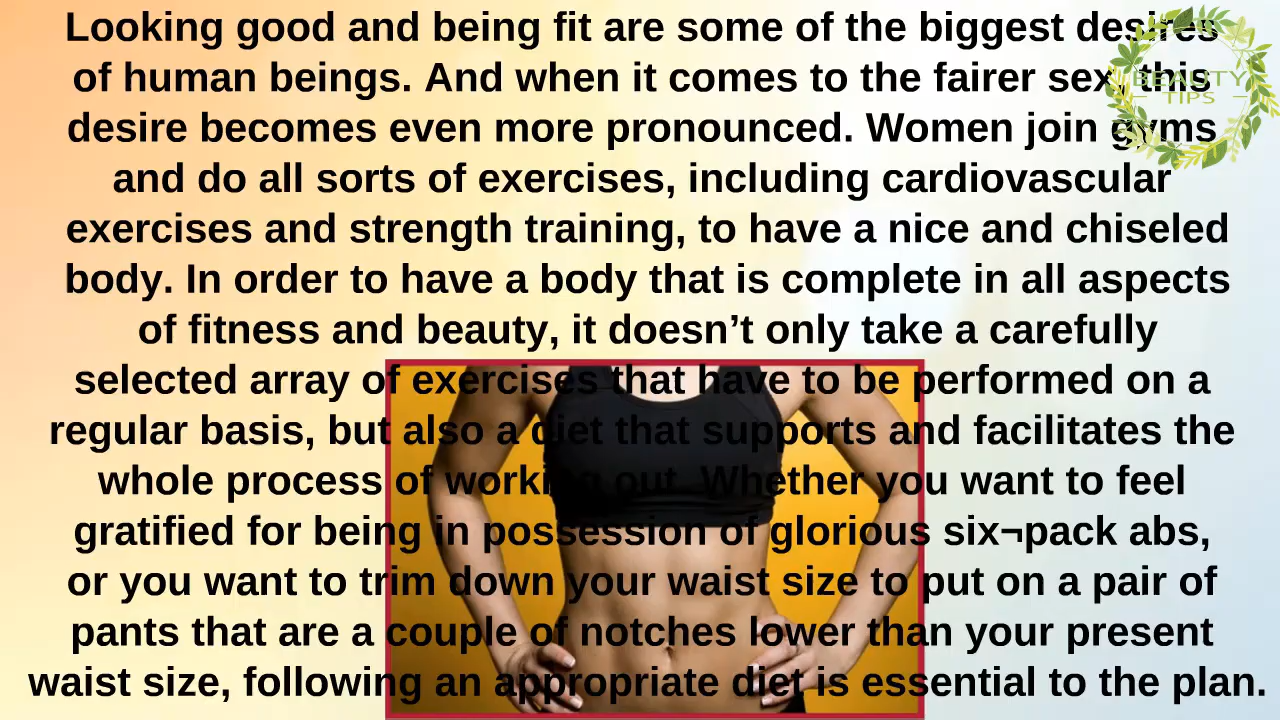 Looking good and being fit are some of the biggest desires
of human beings. And when it comes to the fairer sex, this
desire becomes even more pronounced. Women join gyms
and do all sorts of exercises, including cardiovascular
exercises and strength training, to have a nice and chiseled
body. In order to have a body that is complete in all aspects
of fitness and beauty, it doesn’t only take a carefully
selected array of exercises that have to be performed on a
regular basis, but also a diet that supports and facilitates the
whole process of working out. Whether you want to feel
gratified for being in possession of glorious six¬pack abs,
or you want to trim down your waist size to put on a pair of
pants that are a couple of notches lower than your present
waist size, following an appropriate diet is essential to the plan.
BEAUTY
TIPS